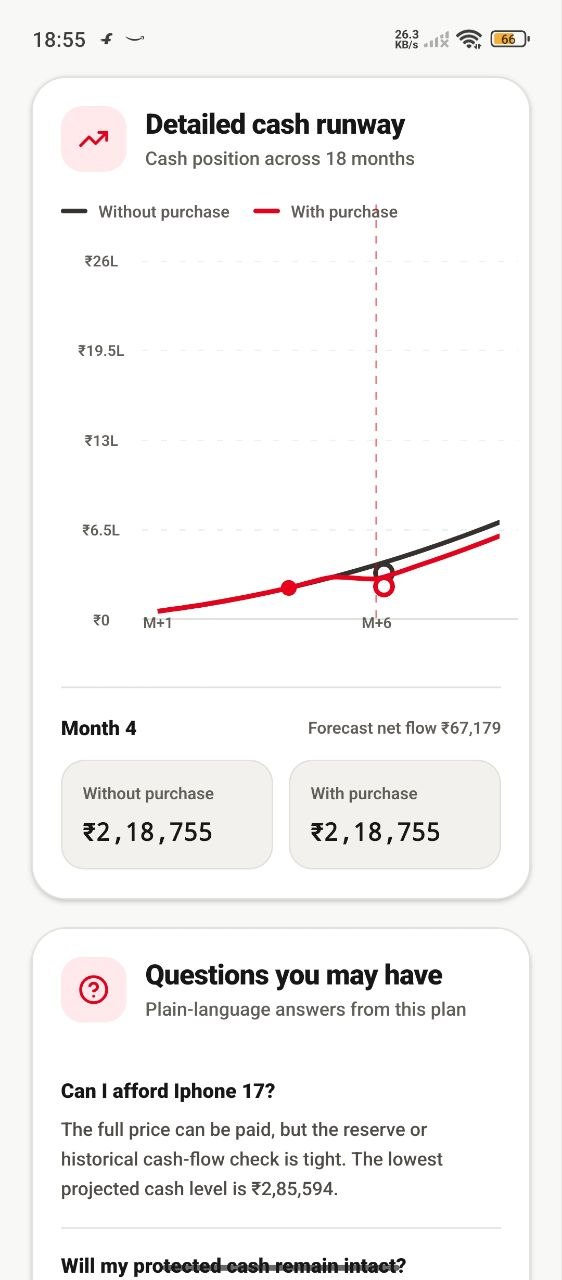 18:55
26.3
KB/s
66
Detailed cash runway
Cash position across 18 months
Without purchase
With purchase
₹26L
₹19.5L
₹13L
₹6.5L
₹0
M+1
M+6
Month 4
Forecast net flow ₹67,179
Without purchase
With purchase
₹2,18,755
₹2,18,755
Questions you may have
Plain-language answers from this plan
Can I afford Iphone 17?
The full price can be paid, but the reserve or
historical cash-flow check is tight. The lowest
projected cash level is ₹2,85,594.
Will my protected cash remain intact?